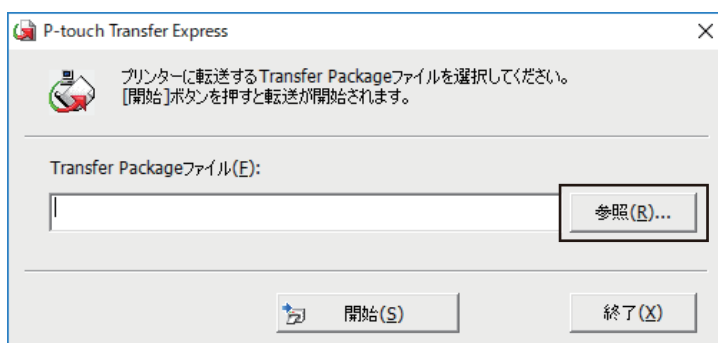 P-touch Transfer Express
プリンターに転送するTransfer Packageファイルを選択してください。
[開始]ボタンを押すと転送が開始されます。
Transfer Packageファイル(F):
参照(R)...
開始(S)
終了(X)